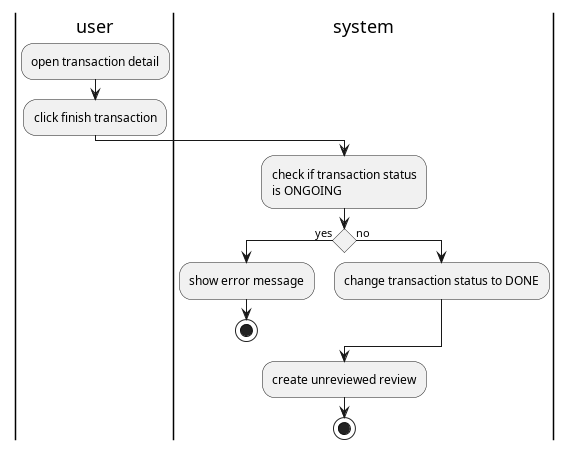 user
system
open transaction detail
click finish transaction
check if transaction status
is ONGOING
yes
no
show error message
change transaction status to DONE
create unreviewed review